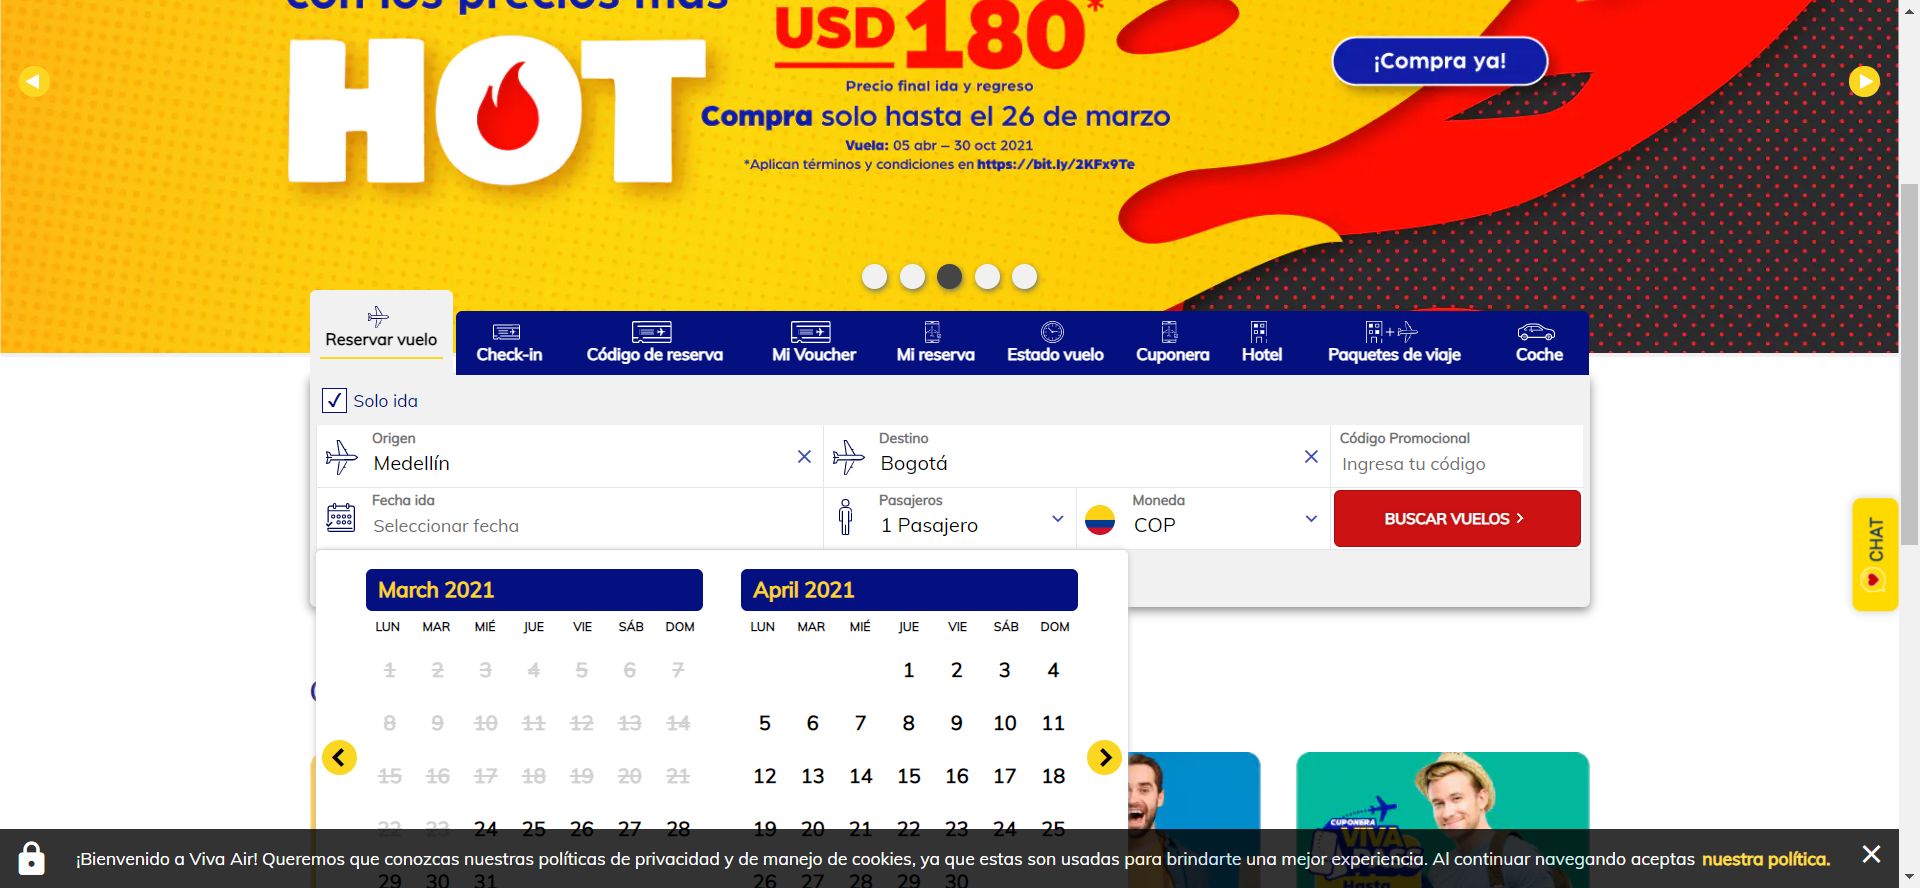 con los precios más
HOT
USD 180*
Precio final ida y regreso
Compra solo hasta el 26 de marzo
Vuela: 05 abr – 30 oct 2021
*Aplican términos y condiciones en https://bit.ly/2KFx9Te
¡Compra ya!
Reservar vuelo
Check-in
Código de reserva
Mi Voucher
Mi reserva
Estado vuelo
Cuponera
Hotel
Paquetes de viaje
Coche
Solo ida
Origen
Medellín
Destino
Bogotá
Código Promocional
Ingresa tu código
Fecha ida
Seleccionar fecha
Pasajeros
1 Pasajero
Moneda
COP
BUSCAR VUELOS
CHAT
March 2021
LUN MAR MIÉ JUE VIE SÁB DOM
1 2 3 4 5 6 7
8 9 10 11 12 13 14
15 16 17 18 19 20 21
22 23 24 25 26 27 28
29 30 31
April 2021
LUN MAR MIÉ JUE VIE SÁB DOM
1 2 3 4
5 6 7 8 9 10 11
12 13 14 15 16 17 18
19 20 21 22 23 24 25
26 27 28 29 30
CUPONERA
VIVA
Hasta
¡Bienvenido a Viva Air! Queremos que conozcas nuestras políticas de privacidad y de manejo de cookies, ya que estas son usadas para brindarte una mejor experiencia. Al continuar navegando aceptas nuestra política.